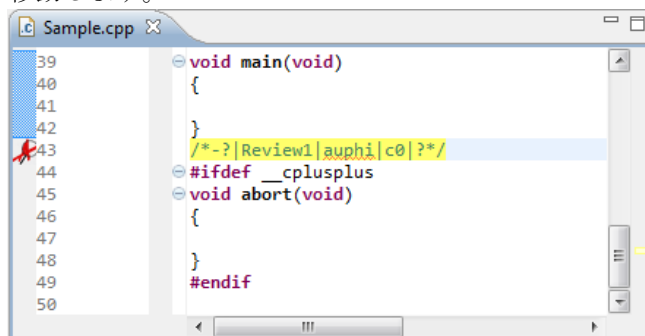 Sample.cpp
39 void main(void)
40 {
41
42 }
43 /*-?|Review1|auphi|c0|?*/
44 #ifdef __cplusplus
45 void abort(void)
46 {
47
48 }
49 #endif
50